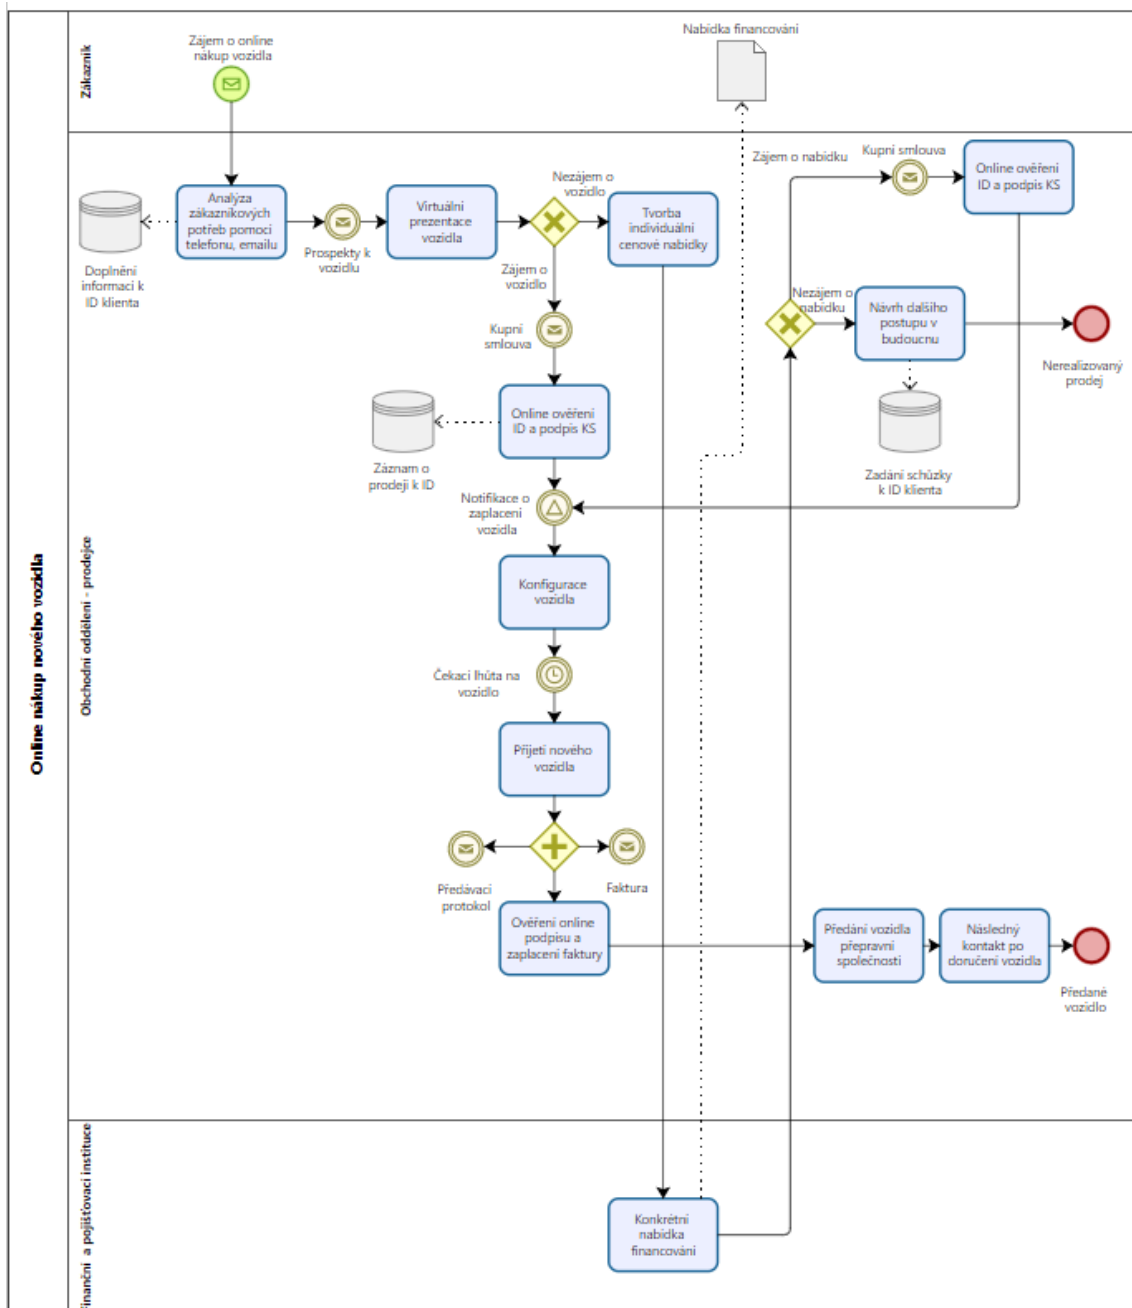 Online nákup nového vozidla
Zákazník
Zájem o online
nákup vozidla
Nabídka financování
Obchodní oddělení - prodejce
Doplnění
informací k
ID klienta
Analýza
zákazníkových
potřeb pomocí
telefonu, emailu
Prospekty k
vozidlu
Virtuální
prezentace
vozidla
Nezájem o
vozidlo
Zájem o
vozidlo
Tvorba
individuální
cenové nabídky
Zájem o nabídku
Kupní smlouva
Online ověření
ID a podpis KS
Nezájem o
nabídku
Návrh dalšího
postupu v
budoucnu
Nerealizovaný
prodej
Zadání schůzky
k ID klienta
Kupní
smlouva
Online ověření
ID a podpis KS
Záznam o
prodeji k ID
Notifikace o
zaplacení
vozidla
Konfigurace
vozidla
Čekací lhůta na
vozidlo
Přijetí nového
vozidla
Předávací
protokol
Faktura
Ověření online
podpisu a
zaplacení faktury
Předání vozidla
přepravní
společnosti
Následný
kontakt po
doručení vozidla
Předané
vozidlo
Finanční a pojišťovací instituce
Konkrétní
nabídka
financování